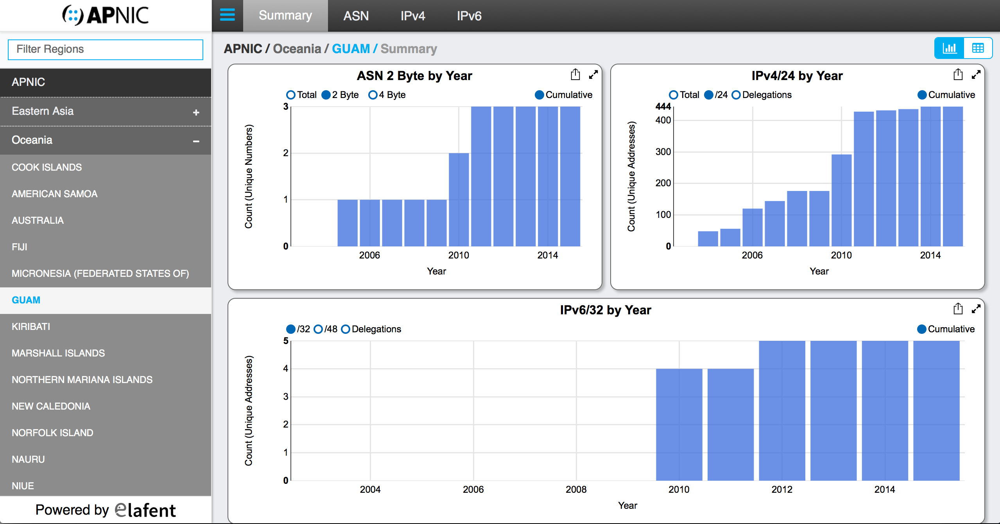 APNIC
Filter Regions
APNIC
Eastern Asia
Oceania
COOK ISLANDS
AMERICAN SAMOA
AUSTRALIA
FIJI
MICRONESIA (FEDERATED STATES OF)
GUAM
KIRIBATI
MARSHALL ISLANDS
NORTHERN MARIANA ISLANDS
NEW CALEDONIA
NORFOLK ISLAND
NAURU
NIUE
Powered by elafent
Summary ASN IPv4 IPv6
APNIC / Oceania / GUAM / Summary
ASN 2 Byte by Year
Total 2 Byte 4 Byte Cumulative
Count (Unique Numbers)
3
2
1
0
2006 2010 2014
Year
IPv4/24 by Year
Total /24 Delegations Cumulative
Count (Unique Addresses)
444
400
300
200
100
0
2006 2010 2014
Year
IPv6/32 by Year
/32 /48 Delegations Cumulative
Count (Unique Addresses)
5
4
3
2
1
0
2004 2006 2008 2010 2012 2014
Year